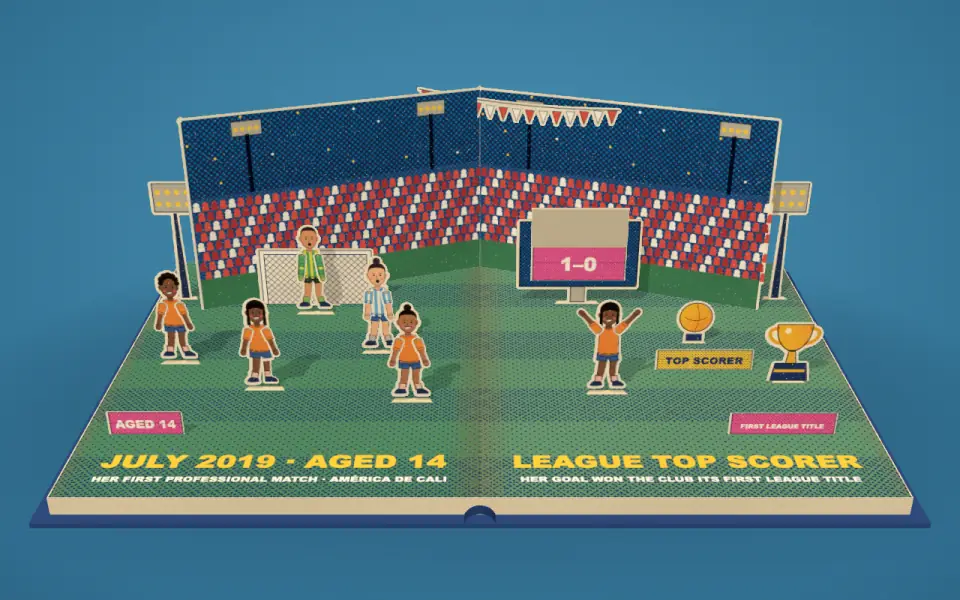 1–0
TOP SCORER
AGED 14
FIRST LEAGUE TITLE
JULY 2019 · AGED 14
HER FIRST PROFESSIONAL MATCH · AMÉRICA DE CALI
LEAGUE TOP SCORER
HER GOAL WON THE CLUB ITS FIRST LEAGUE TITLE